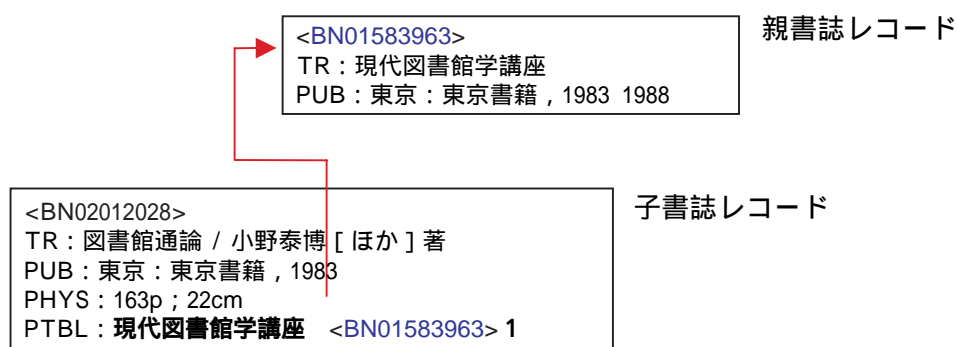 <BN01583963>
TR：現代図書館学講座
PUB：東京：東京書籍 , 1983 1988
親書誌レコード
<BN02012028>
TR：図書館通論 / 小野泰博 [ ほか ] 著
PUB：東京：東京書籍 , 1983
PHYS：163p ; 22cm
PTBL：現代図書館学講座 <BN01583963> 1
子書誌レコード